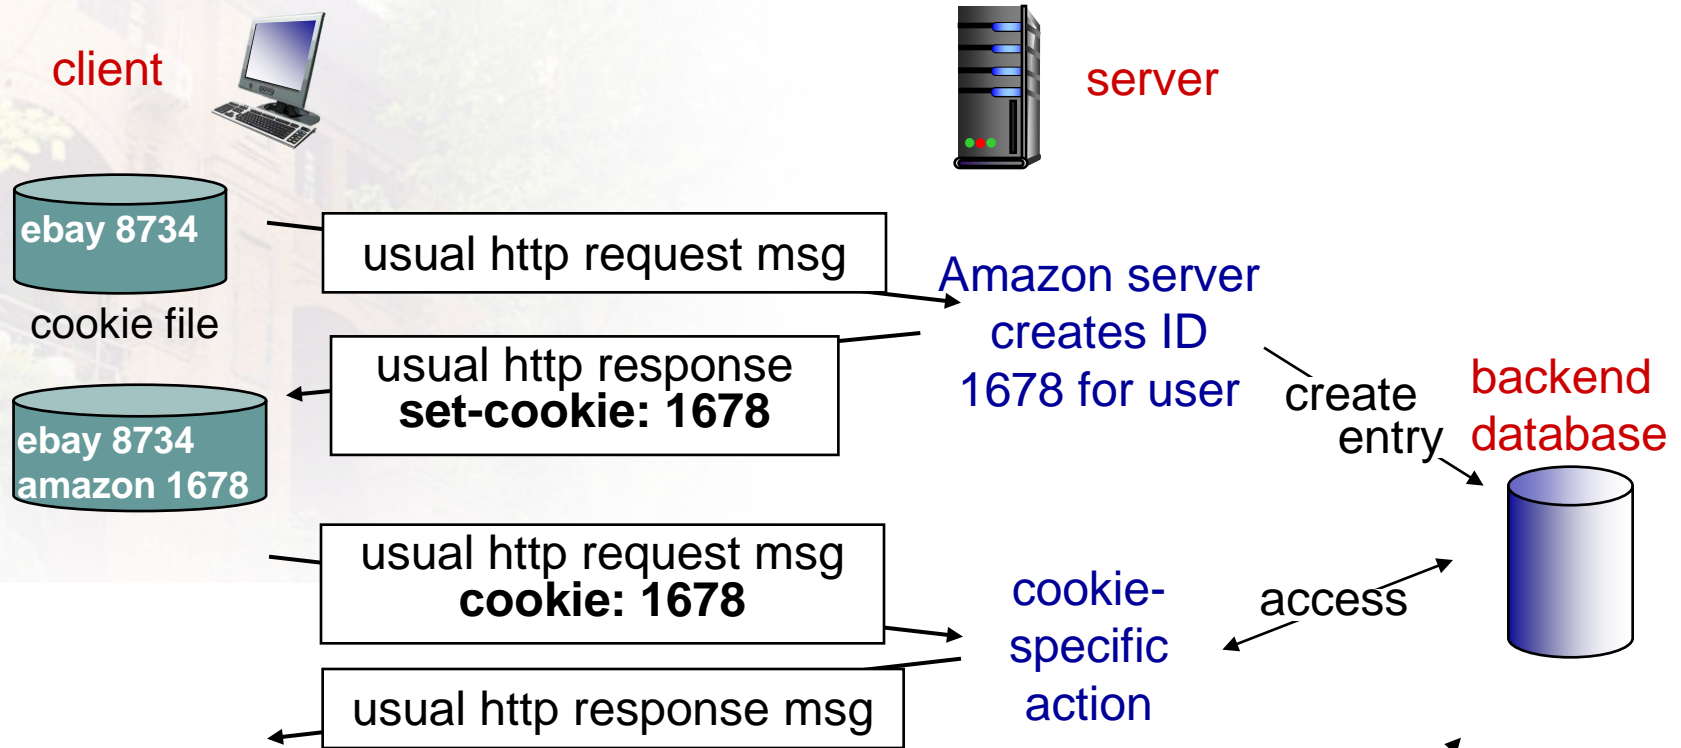 client
server
ebay 8734
cookie file
usual http request msg
Amazon server
creates ID
1678 for user
usual http response
set-cookie: 1678
create
entry
backend
database
ebay 8734
amazon 1678
usual http request msg
cookie: 1678
cookie-
specific
action
access
usual http response msg